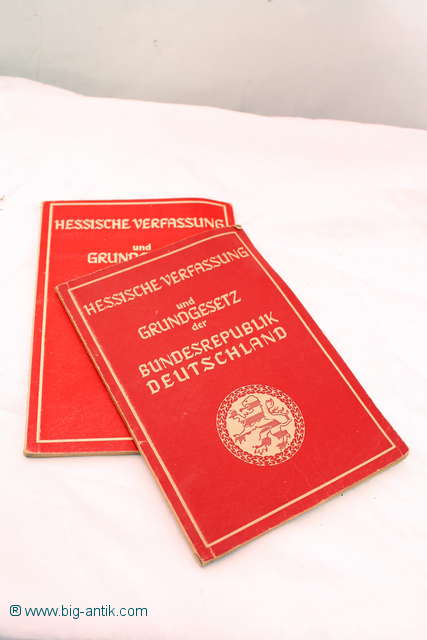 HESSISCHE VERFASSUNG
und
HESSISCHE VERFASSUNG
und
GRUNDGESETZ
der
BUNDESREPUBLIK
DEUTSCHLAND
® www.big-antik.com